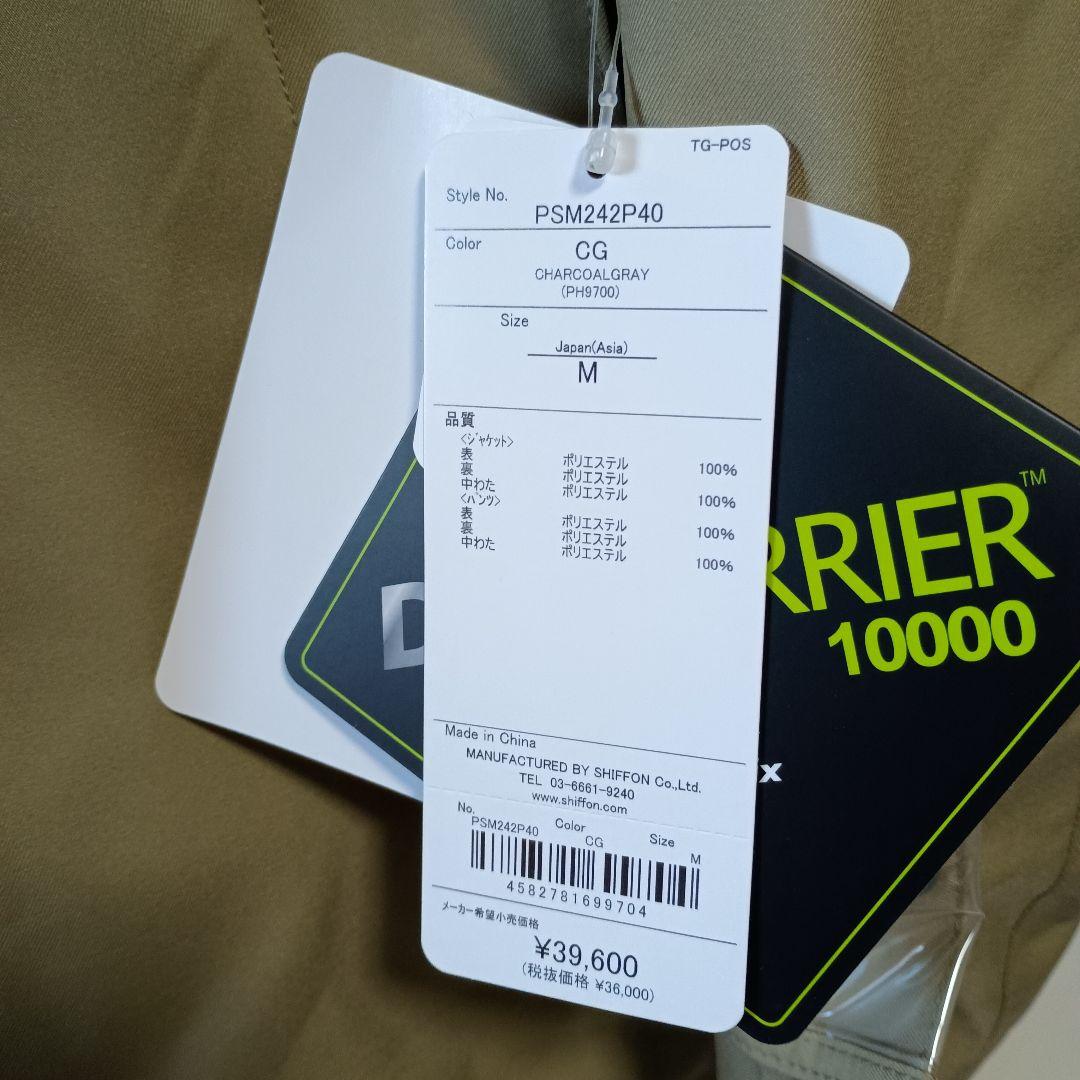 TG-POS
Style No.
PSM242P40
Color
CG
CHARCOALGRAY
(PH9700)
Size
Japan(Asia)
M
品質
<ｼﾞｬｹｯﾄ>
表 ポリエステル 100%
裏 ポリエステル
中わた ポリエステル 100%
<ﾊﾟﾝﾂ>
表 ポリエステル 100%
裏 ポリエステル
中わた ポリエステル 100%
Made in China
MANUFACTURED BY SHIFFON Co.,Ltd.
TEL 03-6661-9240
www.shiffon.com
No. Color Size
PSM242P40 CG M
4582781699704
メーカー希望小売価格
¥39,600
(税抜価格 ¥36,000)
D
RRIER™
10000
x